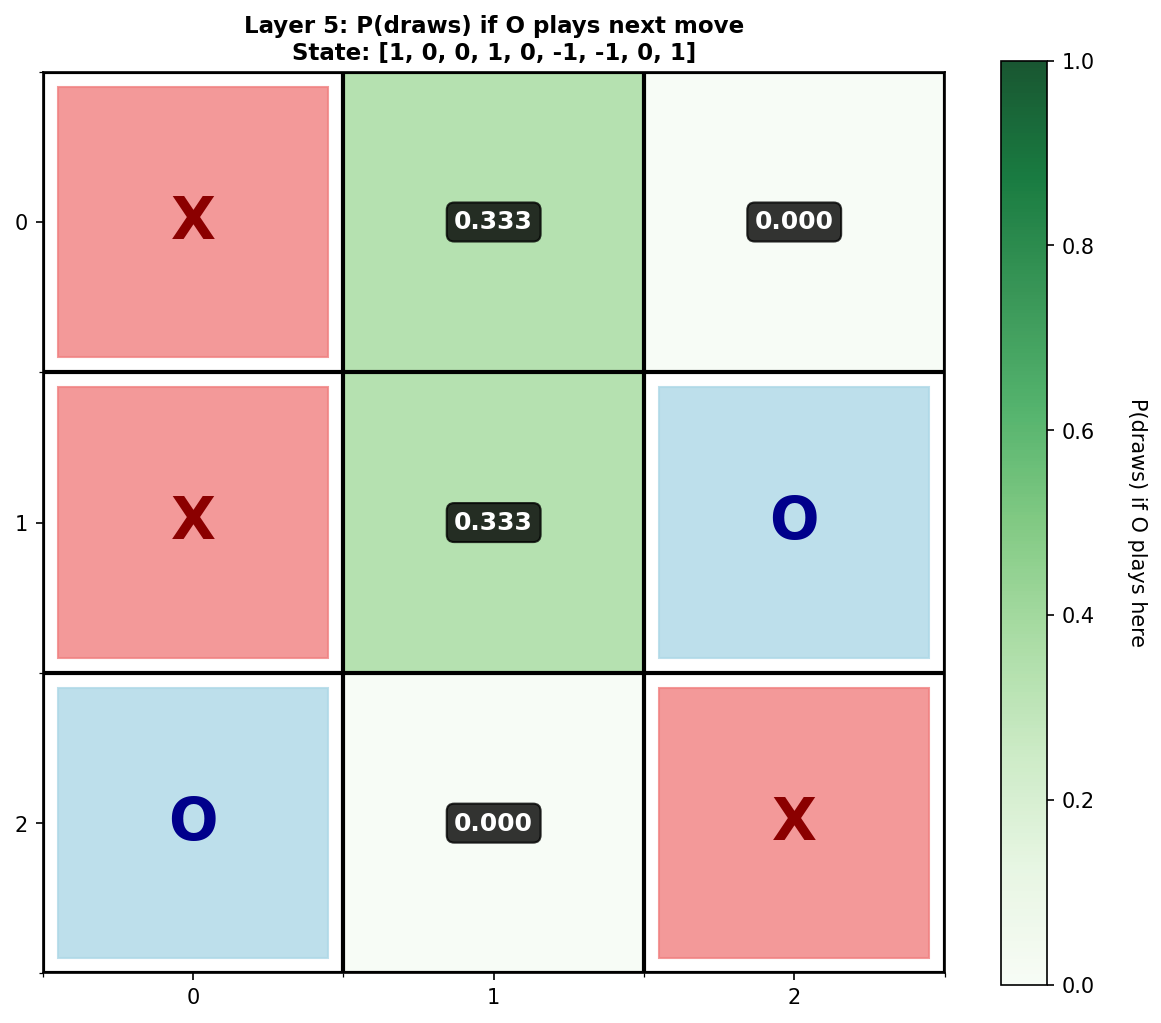 Layer 5: P(draws) if O plays next move
State: [1, 0, 0, 1, 0, -1, -1, 0, 1]
0
X
0.333
0.000
1
X
0.333
O
2
O
0.000
X
0
1
2
1.0
0.8
0.6
0.4
0.2
0.0
P(draws) if O plays here